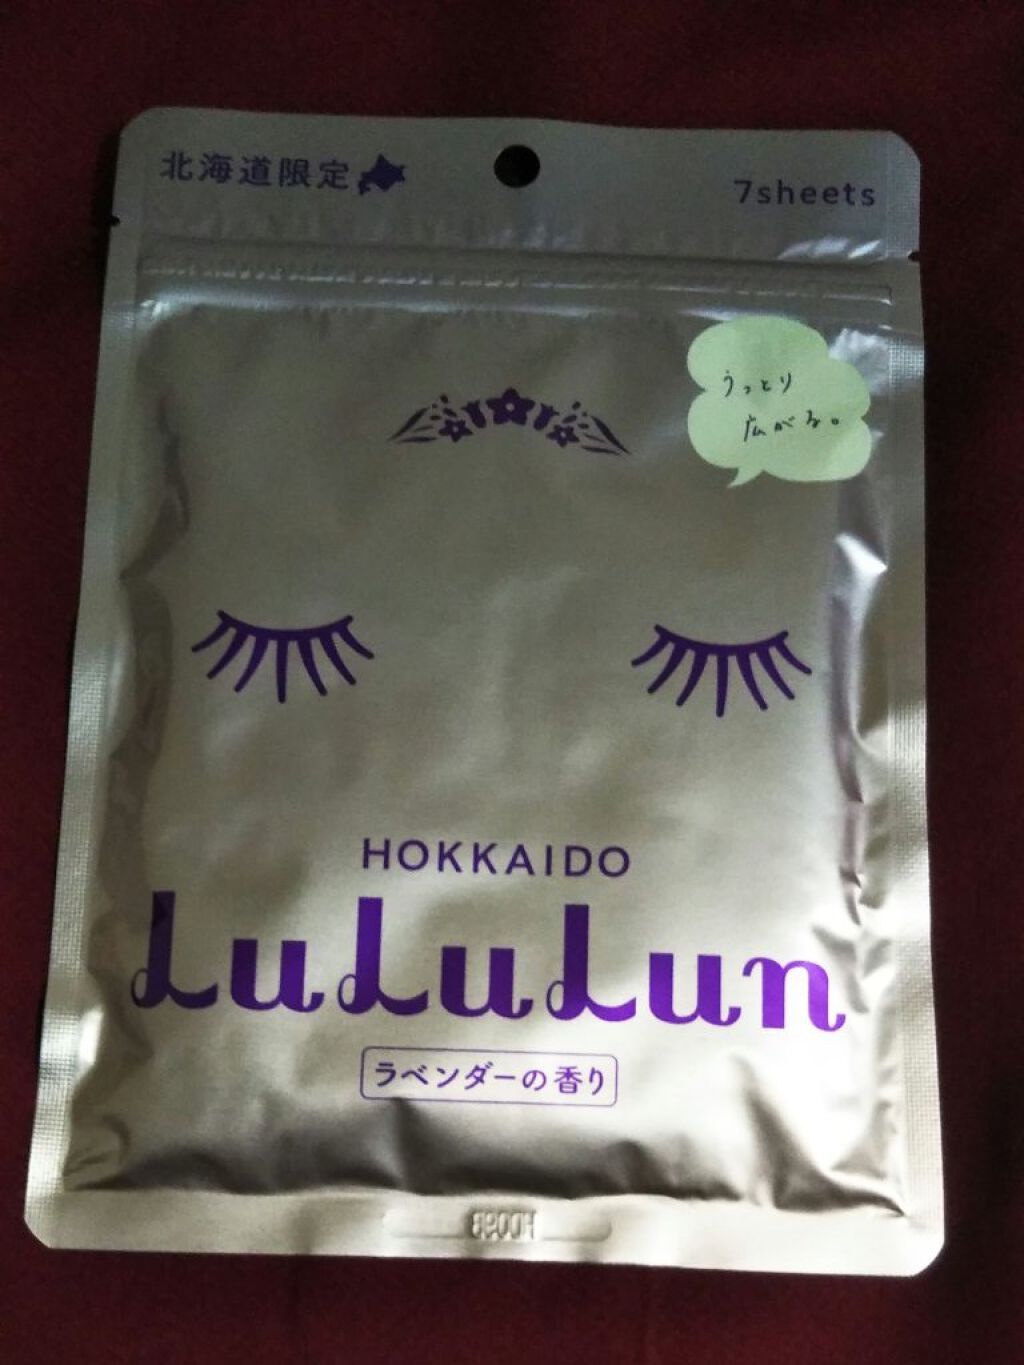 北海道限定
7sheets
うっとり
広がる。
HOKKAIDO
LuLuLun
ラベンダーの香り